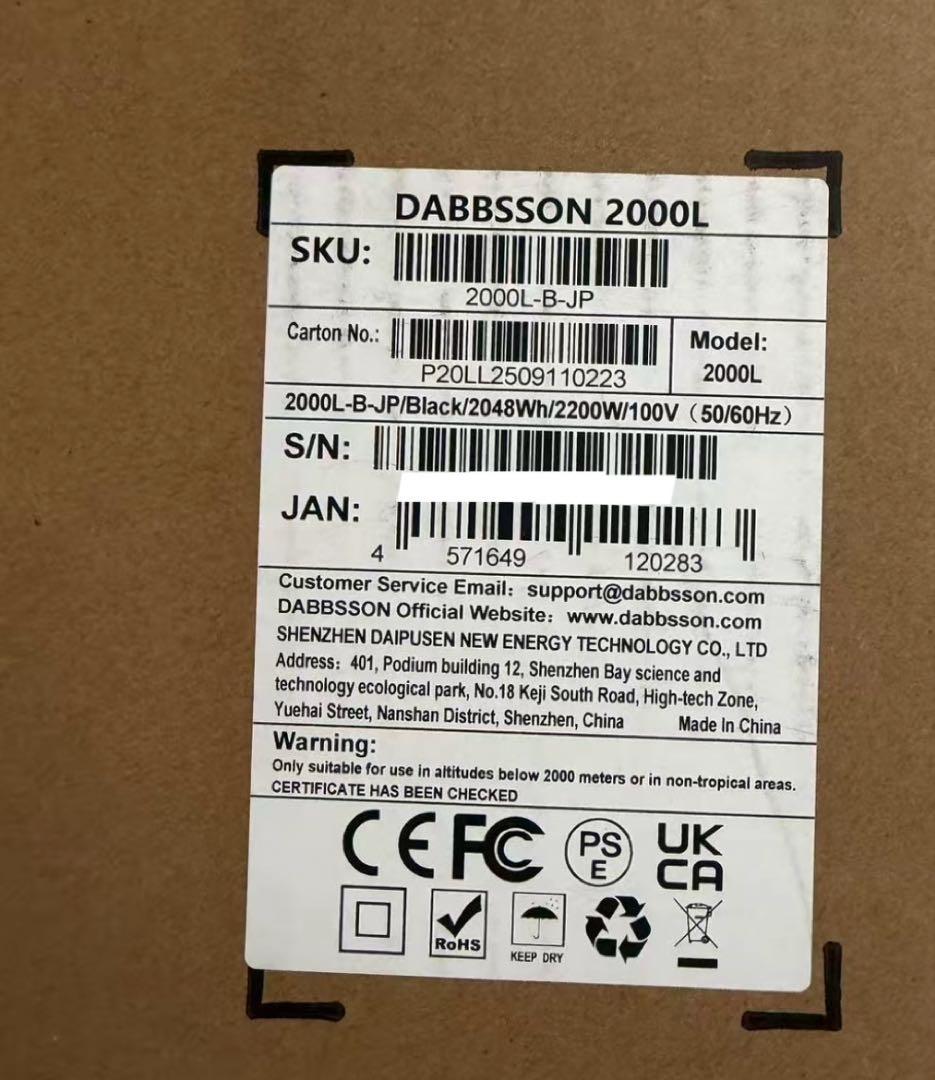 DABBSSON 2000L
SKU:
2000L-B-JP
Carton No.:
P20LL2509110223
Model:
2000L
2000L-B-JP/Black/2048Wh/2200W/100V（50/60Hz）
S/N:
JAN:
4 571649 120283
Customer Service Email：support@dabbsson.com
DABBSSON Official Website：www.dabbsson.com
SHENZHEN DAIPUSEN NEW ENERGY TECHNOLOGY CO., LTD
Address：401, Podium building 12, Shenzhen Bay science and
technology ecological park, No.18 Keji South Road, High-tech Zone,
Yuehai Street, Nanshan District, Shenzhen, China Made In China
Warning:
Only suitable for use in altitudes below 2000 meters or in non-tropical areas.
CERTIFICATE HAS BEEN CHECKED
CE FC PS E UK CA
RoHS
KEEP DRY